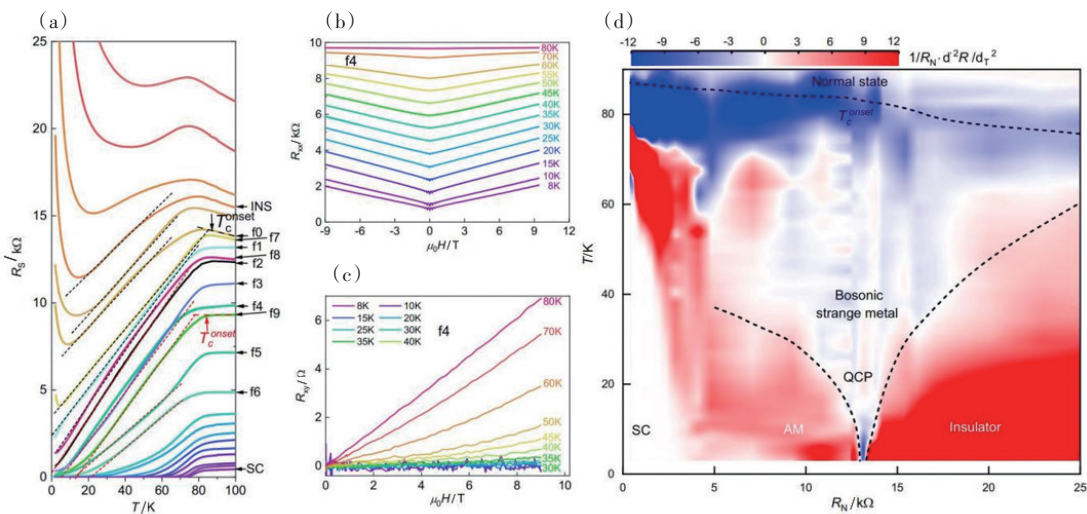 (a)
25
20
15
10
5
0
R_S/kΩ
0 20 40 60 80 100
T/K
INS
T_c^onset
f0
f7
f1
f8
f2
f3
f4
f9
T_c^onset
f5
f6
SC
(b)
10
8
6
4
2
0
R_xx/kΩ
f4
80K
70K
60K
55K
50K
45K
40K
35K
30K
25K
20K
15K
10K
8K
-9 -6 -3 0 3 6 9 12
μ₀H/T
(c)
6
4
2
0
R_xy/Ω
8K 10K
15K 20K
25K 30K
35K 40K
f4
80K
70K
60K
50K
45K
40K
35K
30K
0 2 4 6 8 10
μ₀H/T
(d)
-12 -9 -6 -3 0 3 6 9 12
1/R_N·d²R/d_T²
80
60
40
20
0
T/K
Normal state
T_c^onset
Bosonic
strange metal
QCP
SC
AM
Insulator
0 5 10 15 20 25
R_N/kΩ